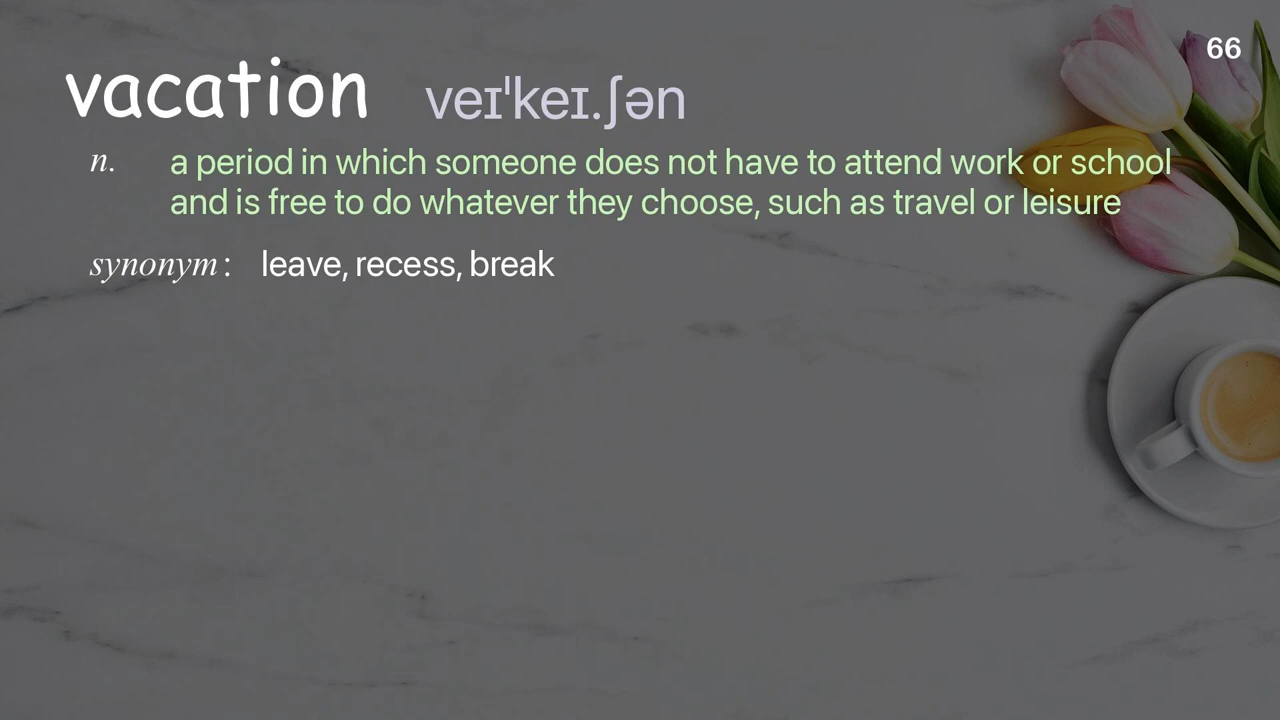 66
vacation veɪˈkeɪ.ʃən
n. a period in which someone does not have to attend work or school
and is free to do whatever they choose, such as travel or leisure
synonym : leave, recess, break